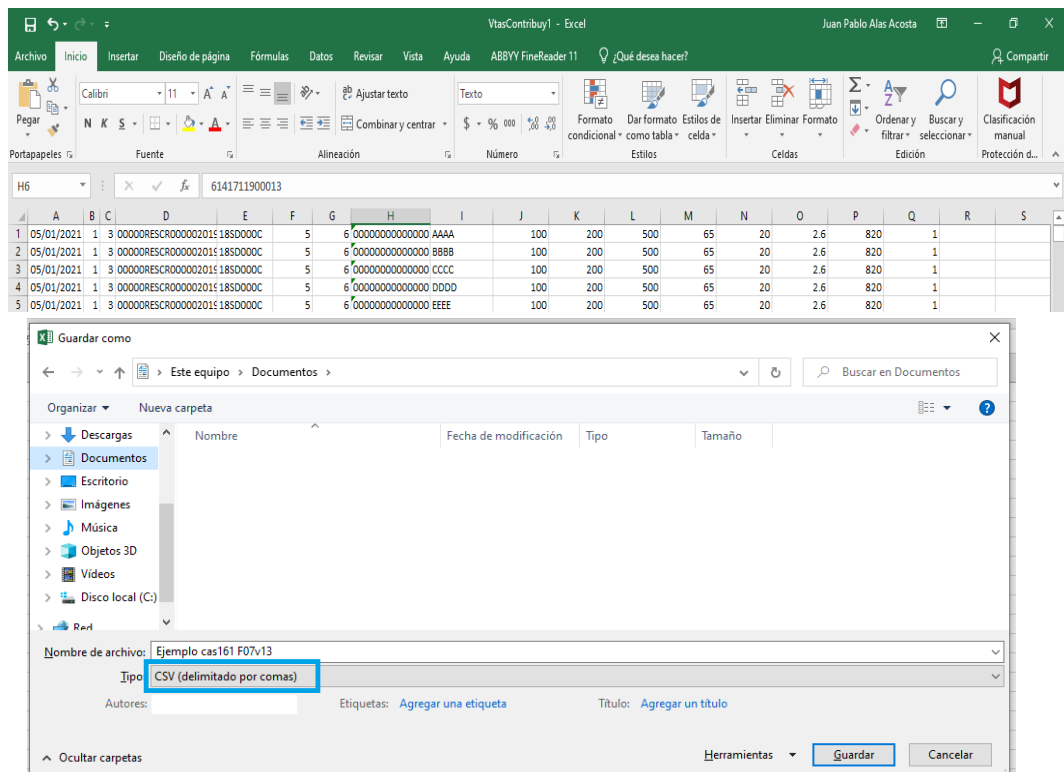 VtasContribuy1 - Excel Juan Pablo Alas Acosta
Archivo Inicio Insertar Diseño de página Fórmulas Datos Revisar Vista Ayuda ABBYY FineReader 11 ¿Qué desea hacer? Compartir
Pegar Calibri 11 A A Ajustar texto Texto
N K S A Combinar y centrar $ % 000
Formato condicional Dar formato como tabla Estilos de celda Insertar Eliminar Formato Ordenar y filtrar Buscar y seleccionar Clasificación manual
Portapapeles Fuente Alineación Número Estilos Celdas Edición Protección d...
H6 fx 6141711900013
A B C D E F G H I J K L M N O P Q R S
1 05/01/2021 1 3 00000RESCR000002019 18SD000C 5 6 00000000000000 AAAA 100 200 500 65 20 2.6 820 1
2 05/01/2021 1 3 00000RESCR000002019 18SD000C 5 6 00000000000000 BBBB 100 200 500 65 20 2.6 820 1
3 05/01/2021 1 3 00000RESCR000002019 18SD000C 5 6 00000000000000 CCCC 100 200 500 65 20 2.6 820 1
4 05/01/2021 1 3 00000RESCR000002019 18SD000C 5 6 00000000000000 DDDD 100 200 500 65 20 2.6 820 1
5 05/01/2021 1 3 00000RESCR000002019 18SD000C 5 6 00000000000000 EEEE 100 200 500 65 20 2.6 820 1
Guardar como
Este equipo > Documentos > Buscar en Documentos
Organizar Nueva carpeta
Nombre Fecha de modificación Tipo Tamaño
Descargas
Documentos
Escritorio
Imágenes
Música
Objetos 3D
Vídeos
Disco local (C:)
Red
Nombre de archivo: Ejemplo cas161 F07v13
Tipo: CSV (delimitado por comas)
Autores: Etiquetas: Agregar una etiqueta Título: Agregar un título
Ocultar carpetas Herramientas Guardar Cancelar